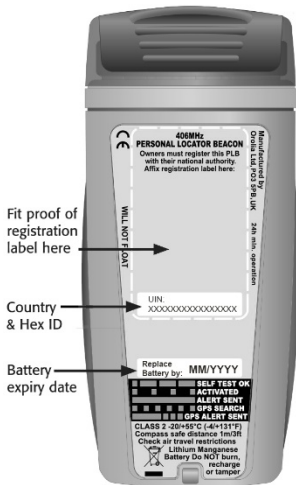 406MHz
PERSONAL LOCATOR BEACON
Owners must register this PLB
with their national authority.
Affix registration label here:
Manufactured by
Orolia Ltd, PO3 5PB, UK
24h min. operation
WILL NOT FLOAT
Fit proof of
registration
label here
UIN:
XXXXXXXXXXXXXXX
Country
& Hex ID
Replace
Battery by: MM/YYYY
Battery
expiry date
SELF TEST OK
ACTIVATED
ALERT SENT
GPS SEARCH
GPS ALERT SENT
CLASS 2 -20/+55°C (-4/+131°F)
Compass safe distance 1m/3ft
Check air travel restrictions
Lithium Manganese
Battery Do NOT burn,
recharge
or tamper